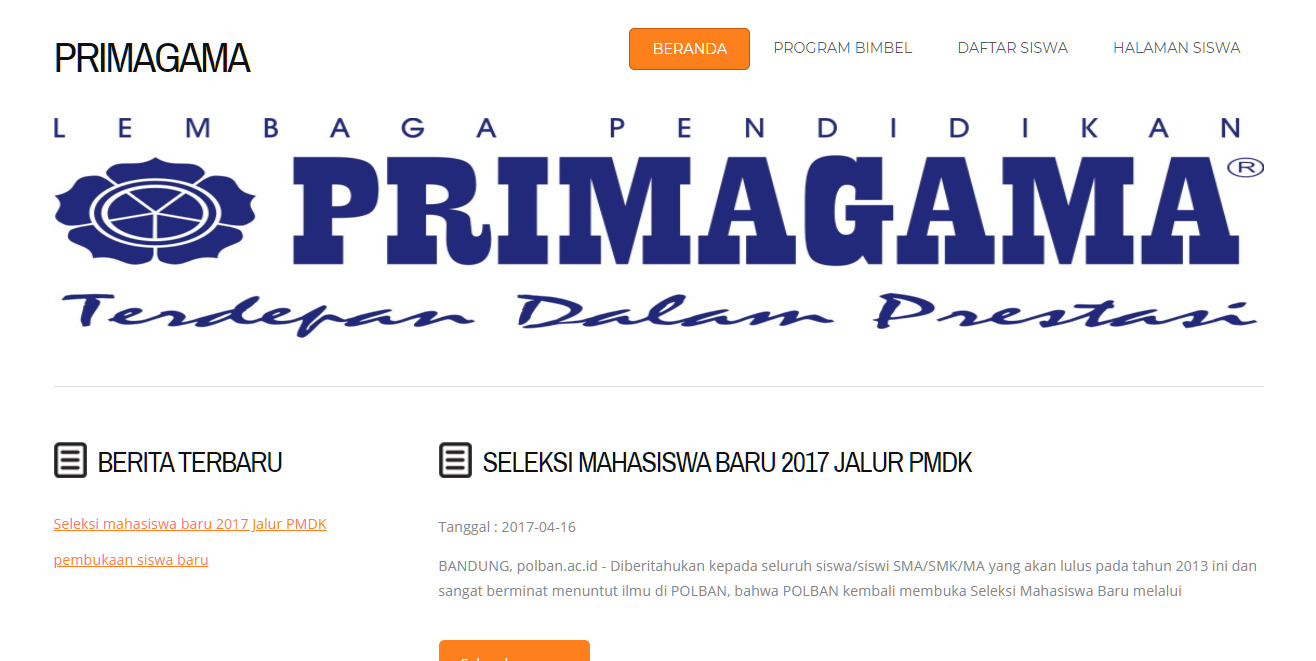 PRIMAGAMA
BERANDA PROGRAM BIMBEL DAFTAR SISWA HALAMAN SISWA
LEMBAGA PENDIDIKAN
PRIMAGAMA®
Terdepan Dalam Prestasi
BERITA TERBARU
Seleksi mahasiswa baru 2017 Jalur PMDK
pembukaan siswa baru
SELEKSI MAHASISWA BARU 2017 JALUR PMDK
Tanggal : 2017-04-16
BANDUNG, polban.ac.id - Diberitahukan kepada seluruh siswa/siswi SMA/SMK/MA yang akan lulus pada tahun 2013 ini dan
sangat berminat menuntut ilmu di POLBAN, bahwa POLBAN kembali membuka Seleksi Mahasiswa Baru melalui